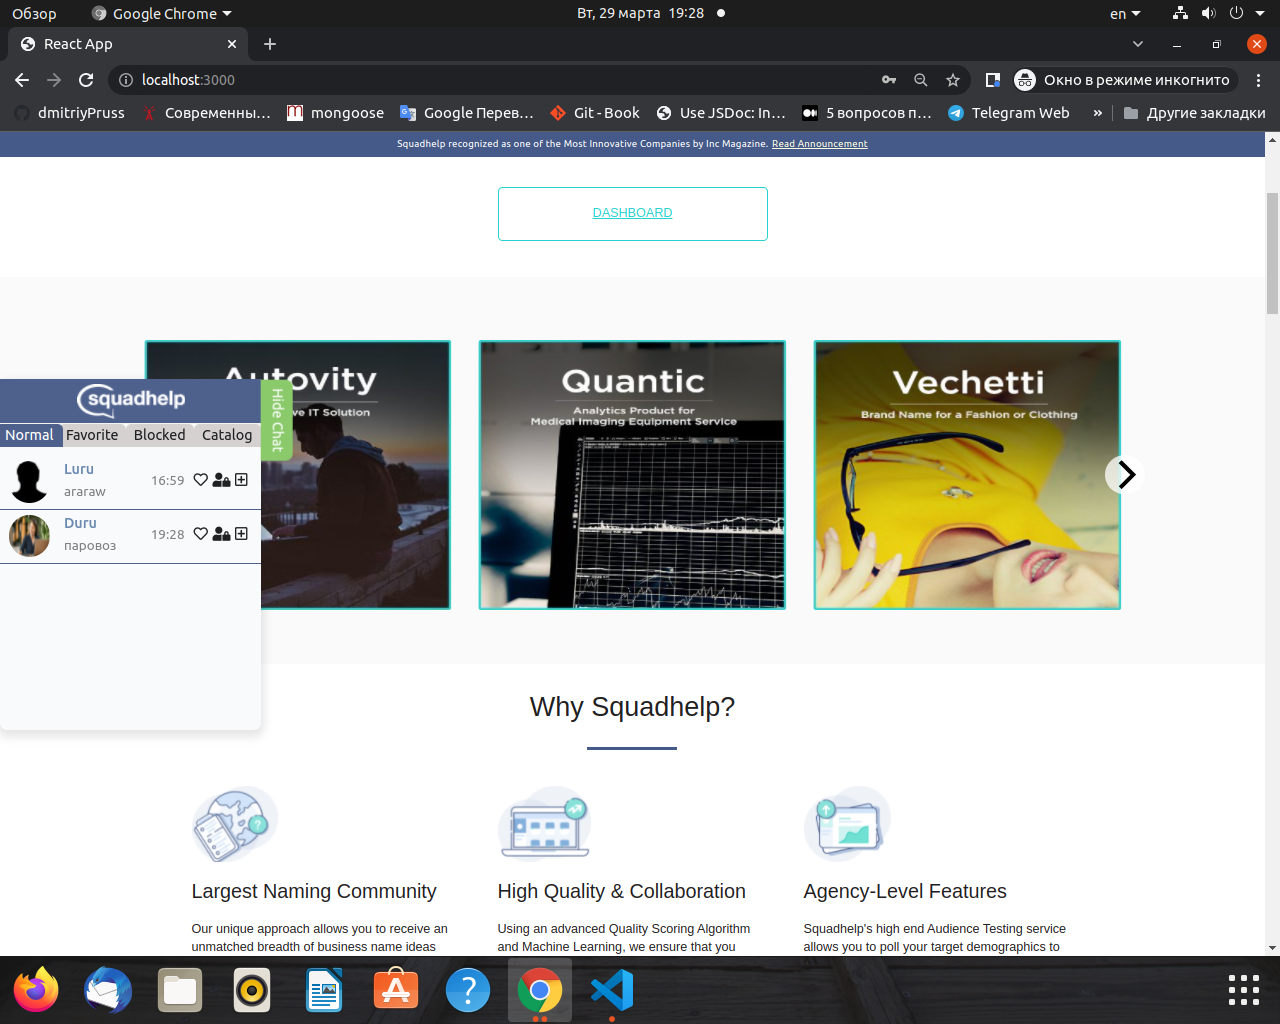 Обзор
Google Chrome
Вт, 29 марта 19:28
en
React App
localhost:3000
Окно в режиме инкогнито
dmitriyPruss
Современны…
mongoose
Google Перев…
Git - Book
Use JSDoc: In…
5 вопросов п…
Telegram Web
»
Другие закладки
Squadhelp recognized as one of the Most Innovative Companies by Inc Magazine. Read Announcement
DASHBOARD
Autovity
ve IT Solution
Quantic
Analytics Product for
Medical Imaging Equipment Service
Vechetti
Brand Name for a Fashion or Clothing
squadhelp
Hide Chat
Normal
Favorite
Blocked
Catalog
Luru
araraw
16:59
Duru
паровоз
19:28
Why Squadhelp?
Largest Naming Community
Our unique approach allows you to receive an
unmatched breadth of business name ideas
High Quality & Collaboration
Using an advanced Quality Scoring Algorithm
and Machine Learning, we ensure that you
Agency-Level Features
Squadhelp's high end Audience Testing service
allows you to poll your target demographics to